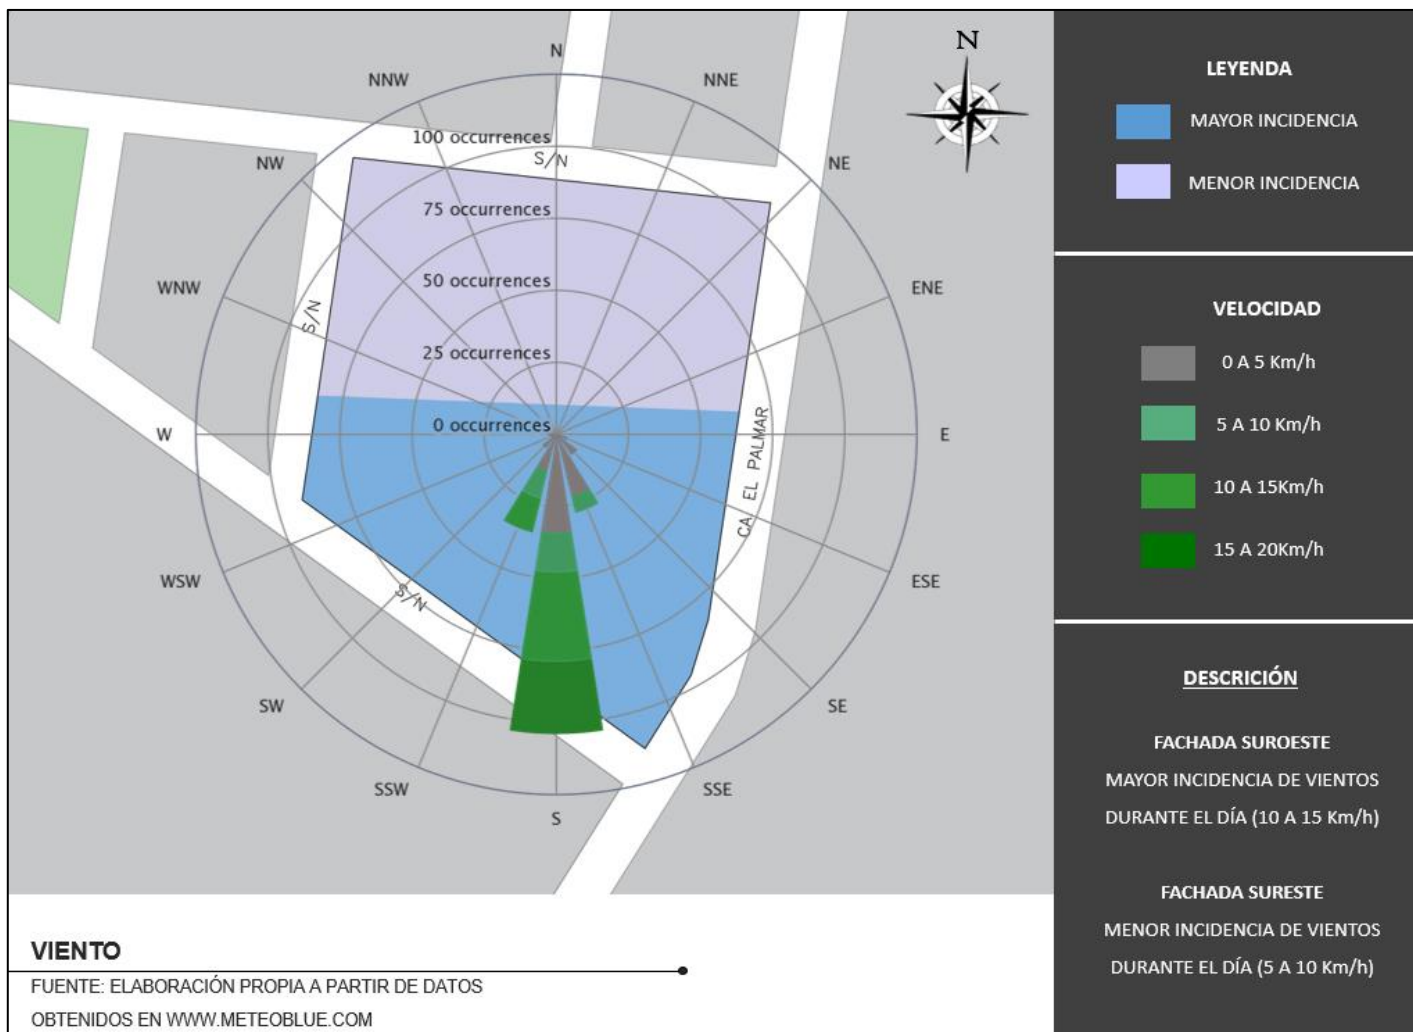 N
N
NNW
NNE
100 occurrences
S/N
NW
NE
75 occurrences
50 occurrences
WNW
ENE
S/N
25 occurrences
0 occurrences
W
E
CA. EL PALMAR
WSW
ESE
S/N
SW
SE
SSW
SSE
S
LEYENDA
MAYOR INCIDENCIA
MENOR INCIDENCIA
VELOCIDAD
0 A 5 Km/h
5 A 10 Km/h
10 A 15Km/h
15 A 20Km/h
DESCRICIÓN
FACHADA SUROESTE
MAYOR INCIDENCIA DE VIENTOS
DURANTE EL DÍA (10 A 15 Km/h)
FACHADA SURESTE
MENOR INCIDENCIA DE VIENTOS
DURANTE EL DÍA (5 A 10 Km/h)
VIENTO
FUENTE: ELABORACIÓN PROPIA A PARTIR DE DATOS
OBTENIDOS EN WWW.METEOBLUE.COM